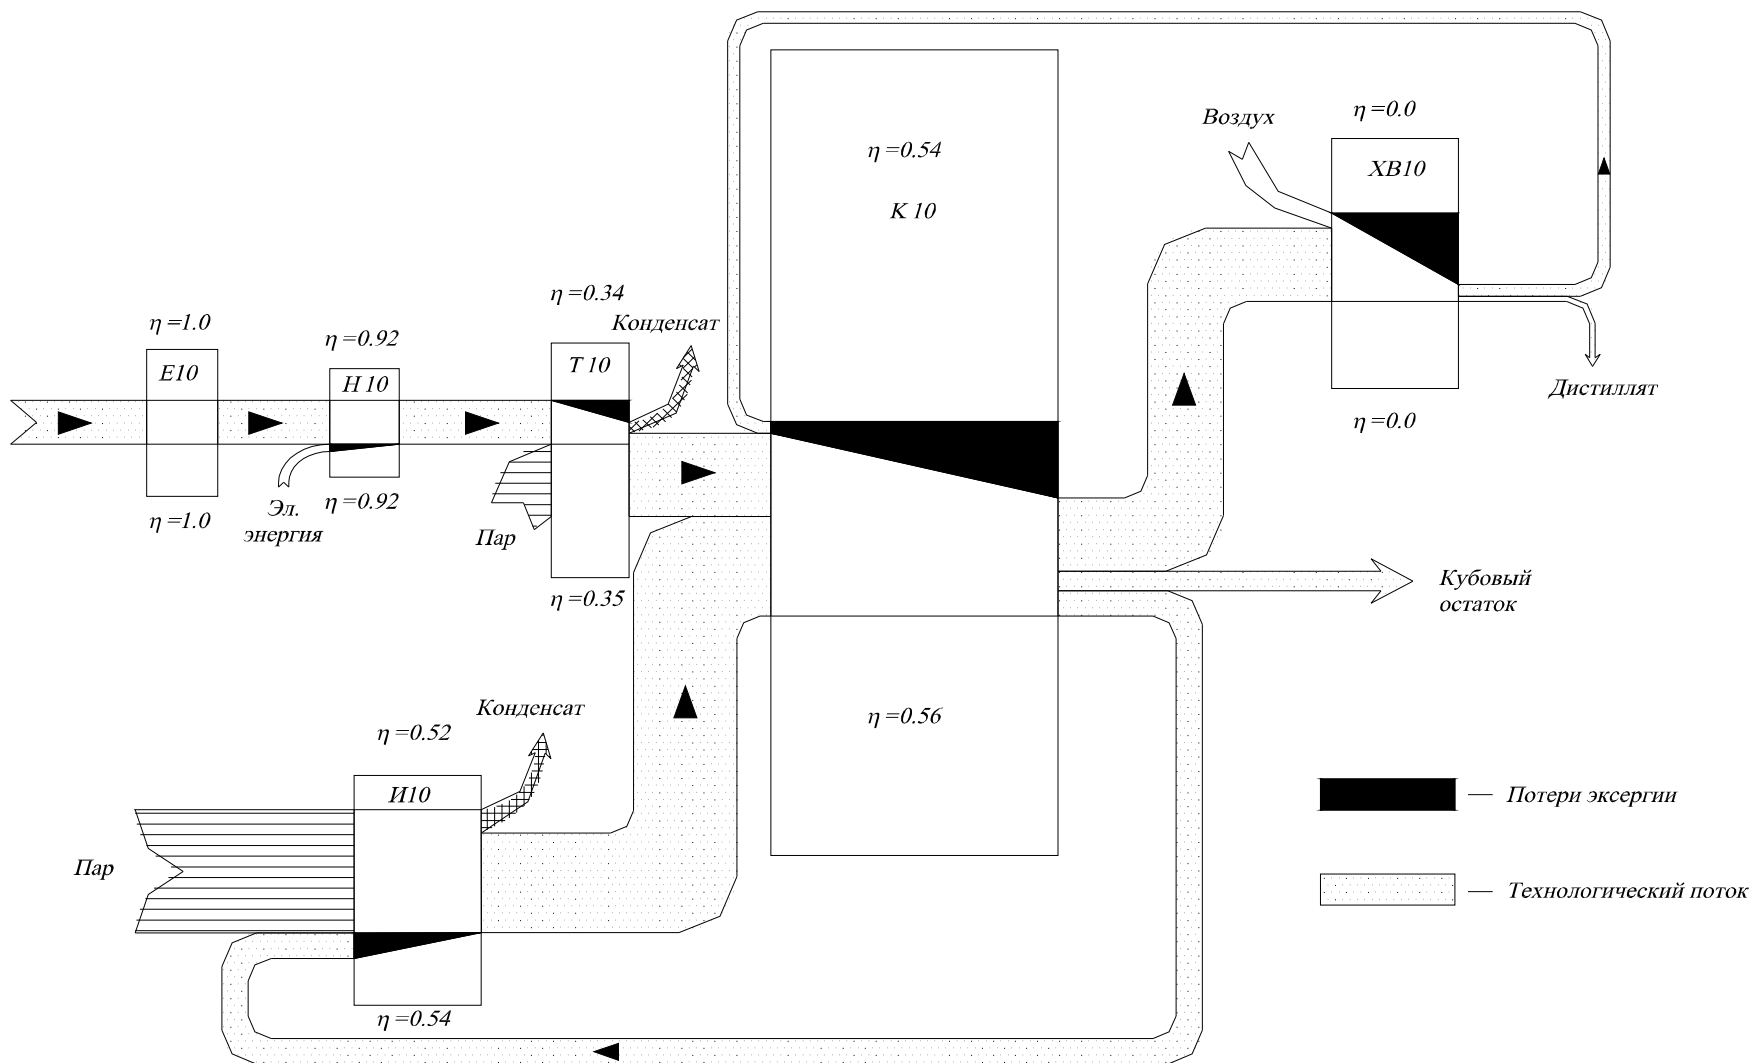 η =0.0
Воздух
η =0.54
ХВ10
К 10
η =0.34
η =1.0
Конденсат
η =0.92
Т 10
Е10
Н 10
Дистиллят
η =0.0
η =1.0
Эл.
энергия
η =0.92
Пар
η =0.35
Кубовый
остаток
Конденсат
η =0.52
η =0.56
И10
Потери эксергии
Пар
Технологический поток
η =0.54